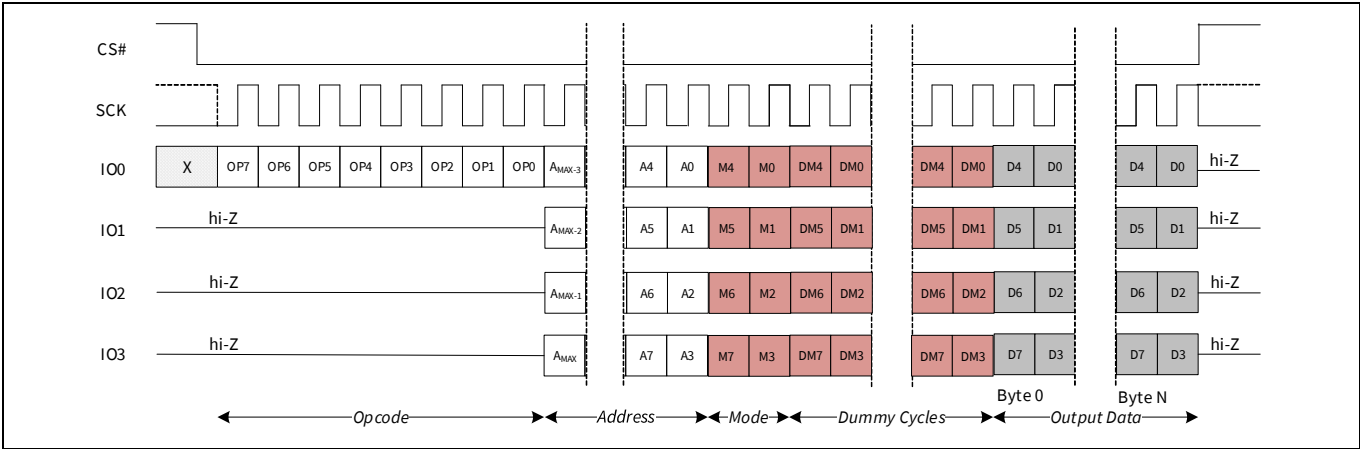 CS#
SCK
IO0 X OP7 OP6 OP5 OP4 OP3 OP2 OP1 OP0 AMAX-3 A4 A0 M4 M0 DM4 DM0 DM4 DM0 D4 D0 D4 D0 hi-Z
IO1 hi-Z AMAX-2 A5 A1 M5 M1 DM5 DM1 DM5 DM1 D5 D1 D5 D1 hi-Z
IO2 hi-Z AMAX-1 A6 A2 M6 M2 DM6 DM2 DM6 DM2 D6 D2 D6 D2 hi-Z
IO3 hi-Z AMAX A7 A3 M7 M3 DM7 DM3 DM7 DM3 D7 D3 D7 D3 hi-Z
Byte 0 Byte N
Opcode Address Mode Dummy Cycles Output Data